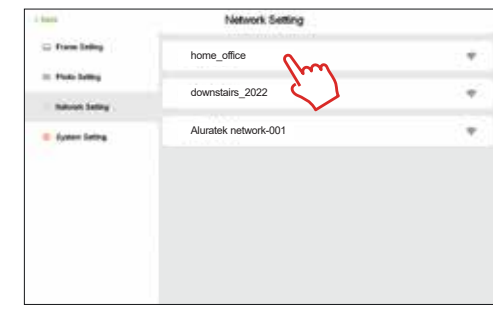 Back
Network Setting
Frame Setting
Photo Setting
Network Setting
System Setting
home_office
downstairs_2022
Aluratek network-001